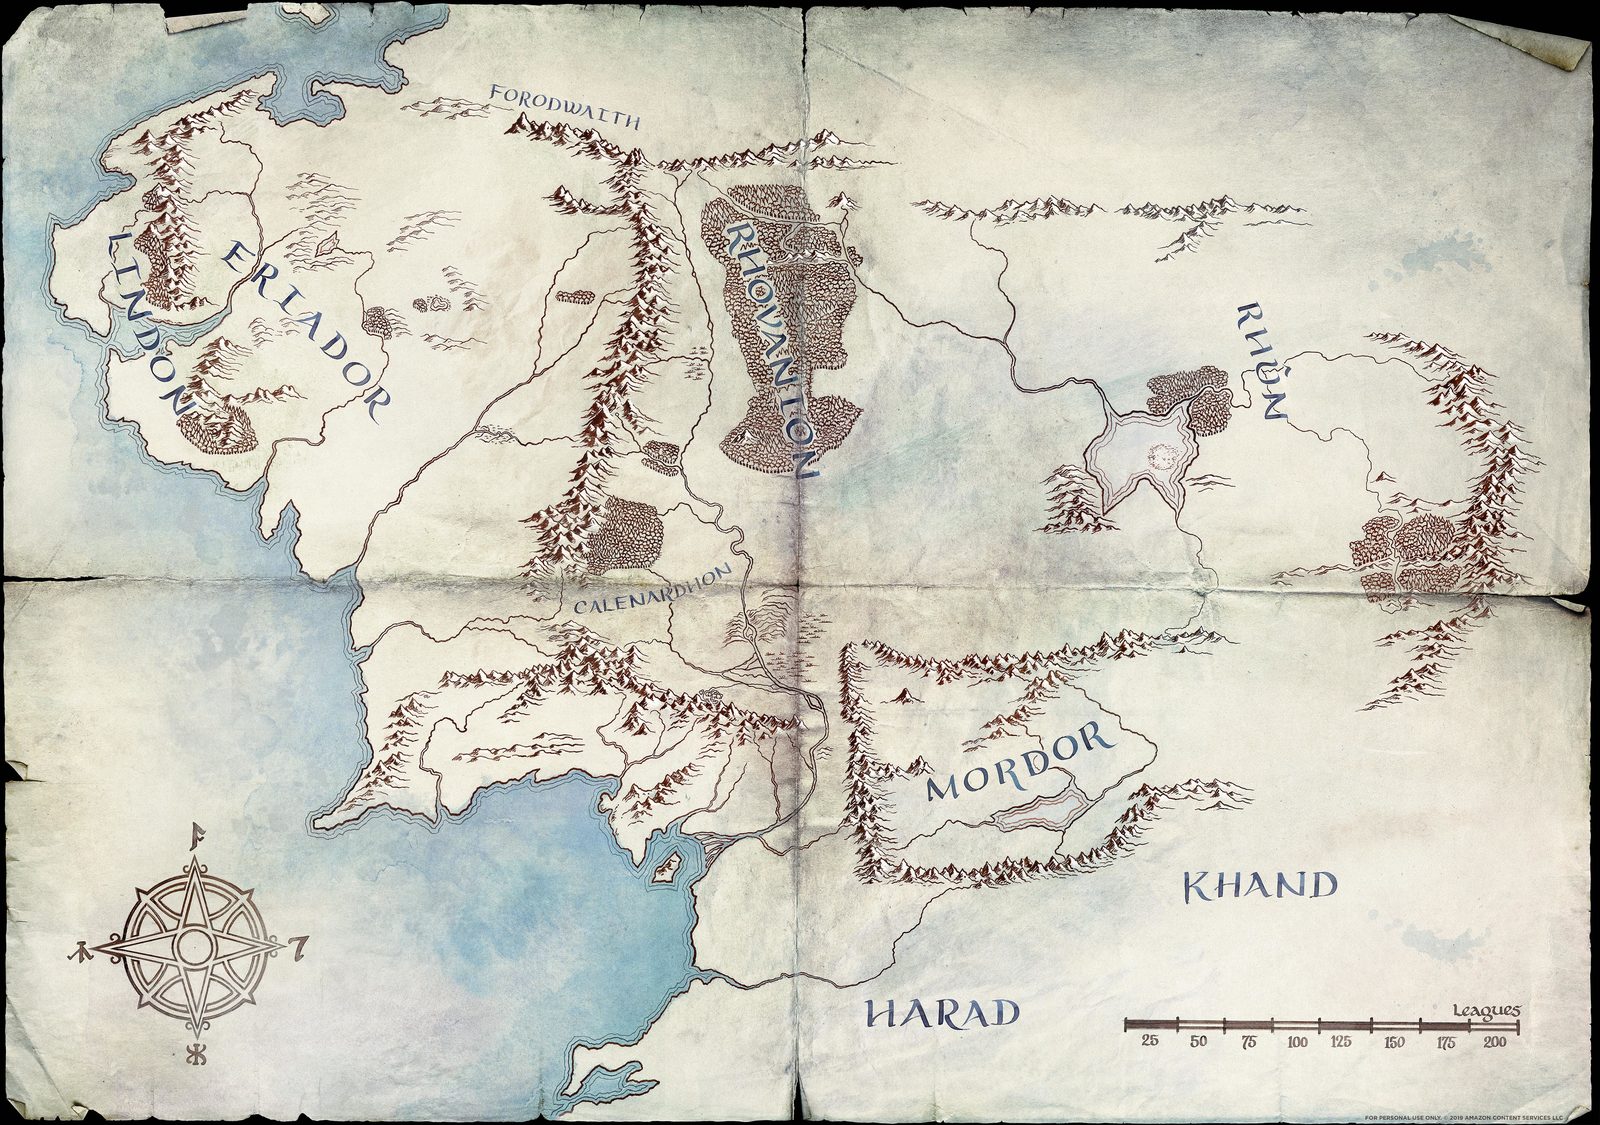 FORODWAITH
LINDON
ERIADOR
RHOVANION
RHÛN
CALENARDHON
MORDOR
KHAND
HARAD
Leagues
25 50 75 100 125 150 175 200
FOR PERSONAL USE ONLY. © 2019 AMAZON CONTENT SERVICES LLC